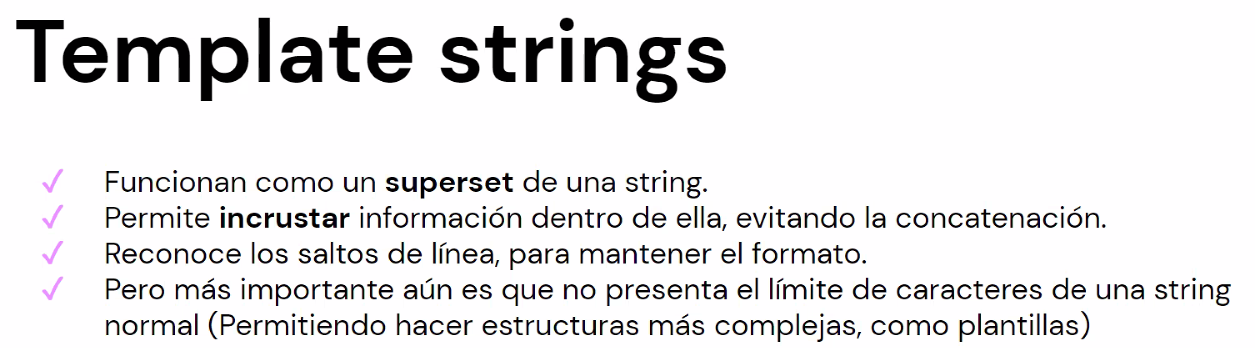 Template strings
✓ Funcionan como un superset de una string.
✓ Permite incrustar información dentro de ella, evitando la concatenación.
✓ Reconoce los saltos de línea, para mantener el formato.
✓ Pero más importante aún es que no presenta el límite de caracteres de una string
normal (Permitiendo hacer estructuras más complejas, como plantillas)